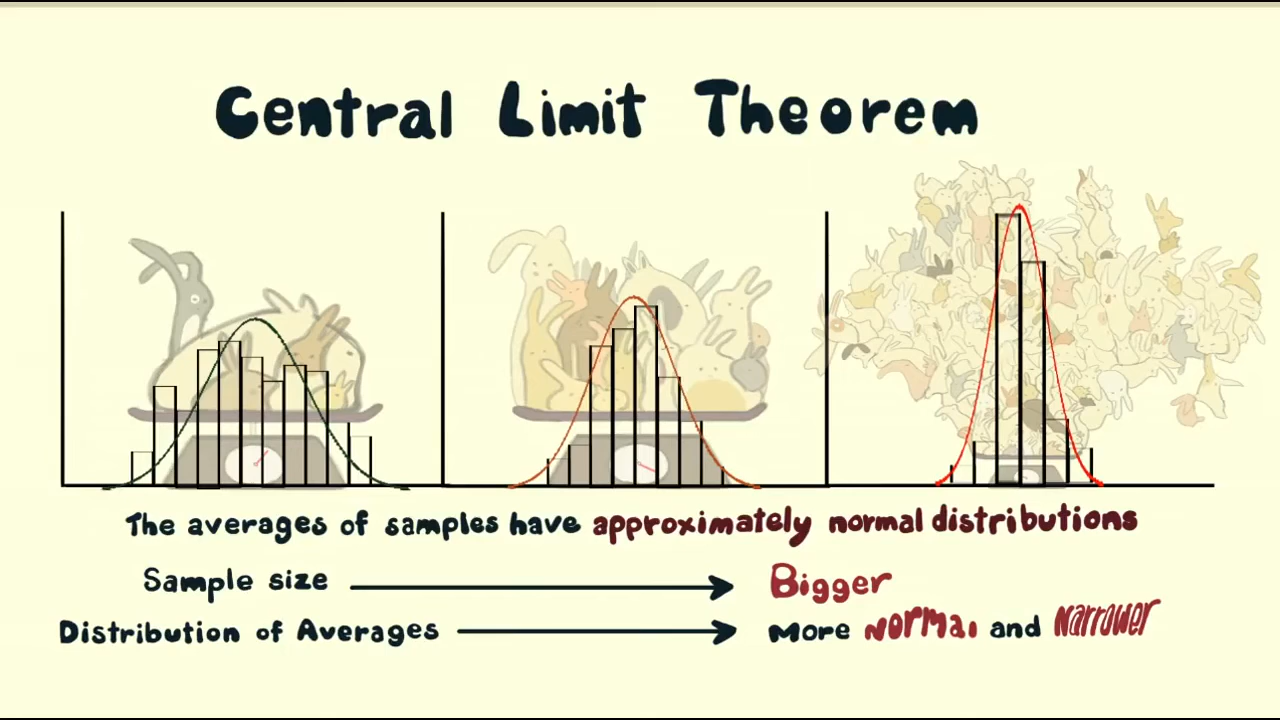 Central Limit Theorem
The averages of samples have approximately normal distributions
Sample size Bigger
Distribution of Averages More normal and narrower